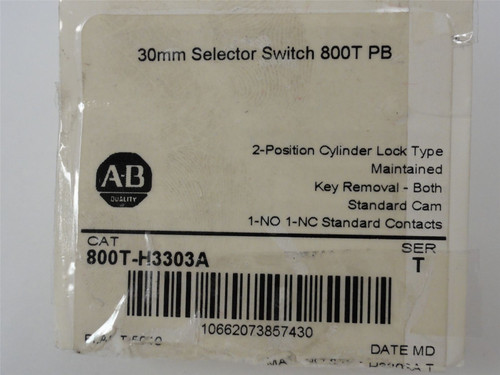 30mm Selector Switch 800T PB
2-Position Cylinder Lock Type
Maintained
Key Removal - Both
Standard Cam
1-NO 1-NC Standard Contacts
A-B
QUALITY
CAT
800T-H3303A
SER
T
10662073857430
DATE MD